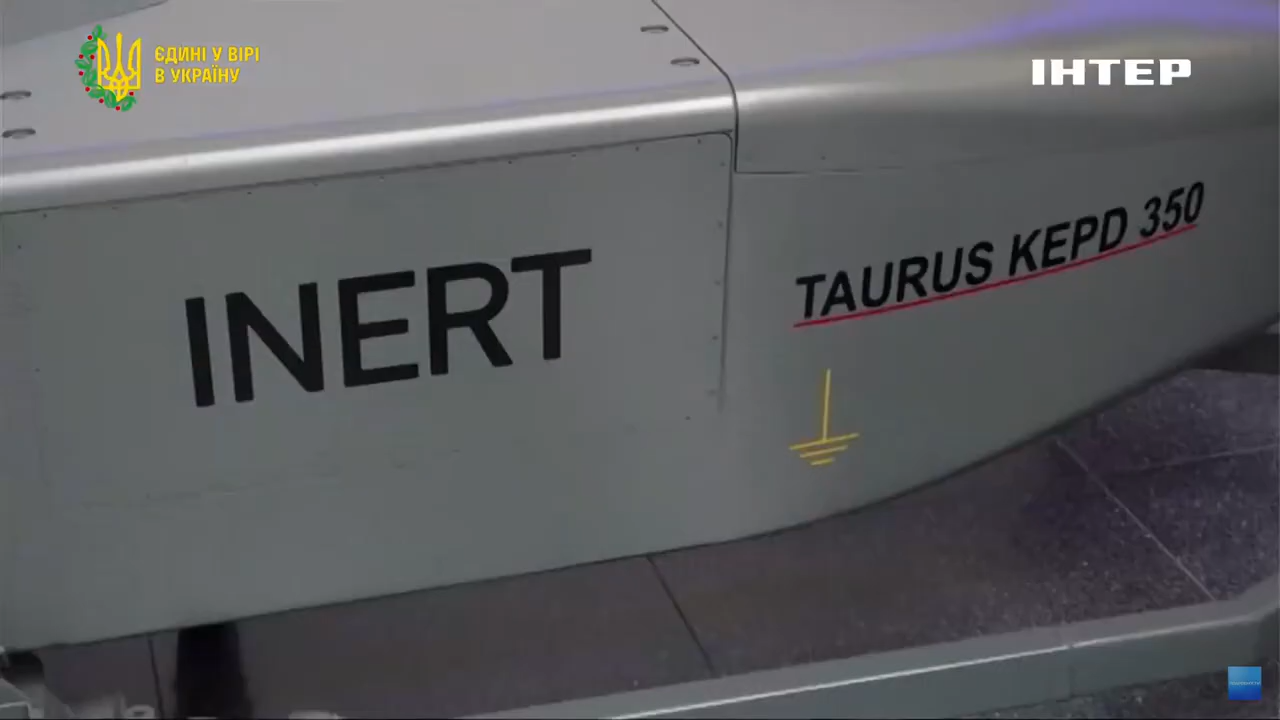 ЄДИНІ У ВІРІ
В УКРАЇНУ
ІНТЕР
INERT
TAURUS KEPD 350